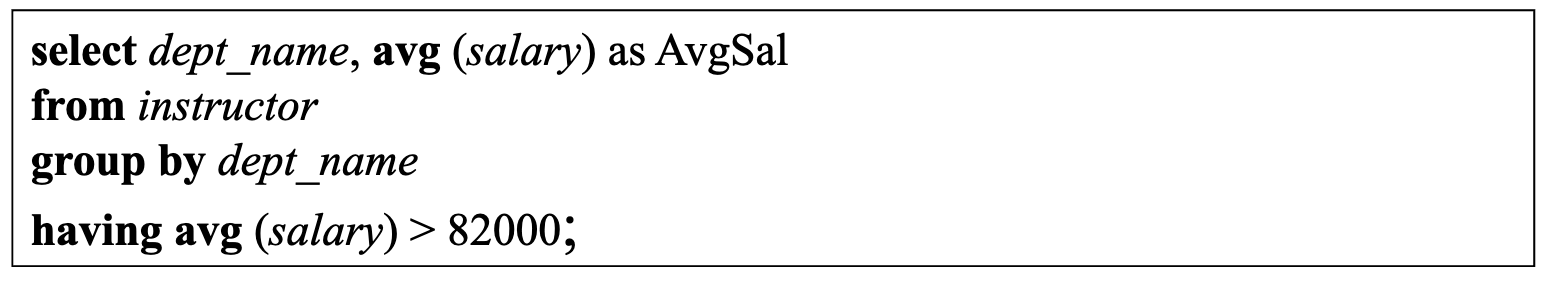 select dept_name, avg (salary) as AvgSal
from instructor
group by dept_name
having avg (salary) > 82000;